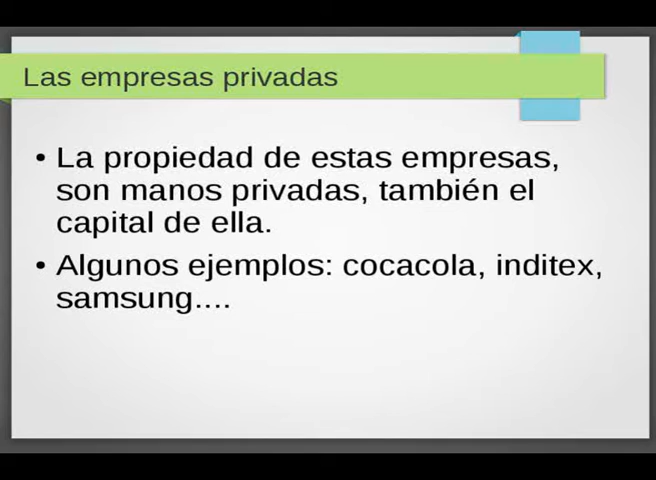 Las empresas privadas
• La propiedad de estas empresas,
son manos privadas, también el
capital de ella.
• Algunos ejemplos: cocacola, inditex,
samsung....